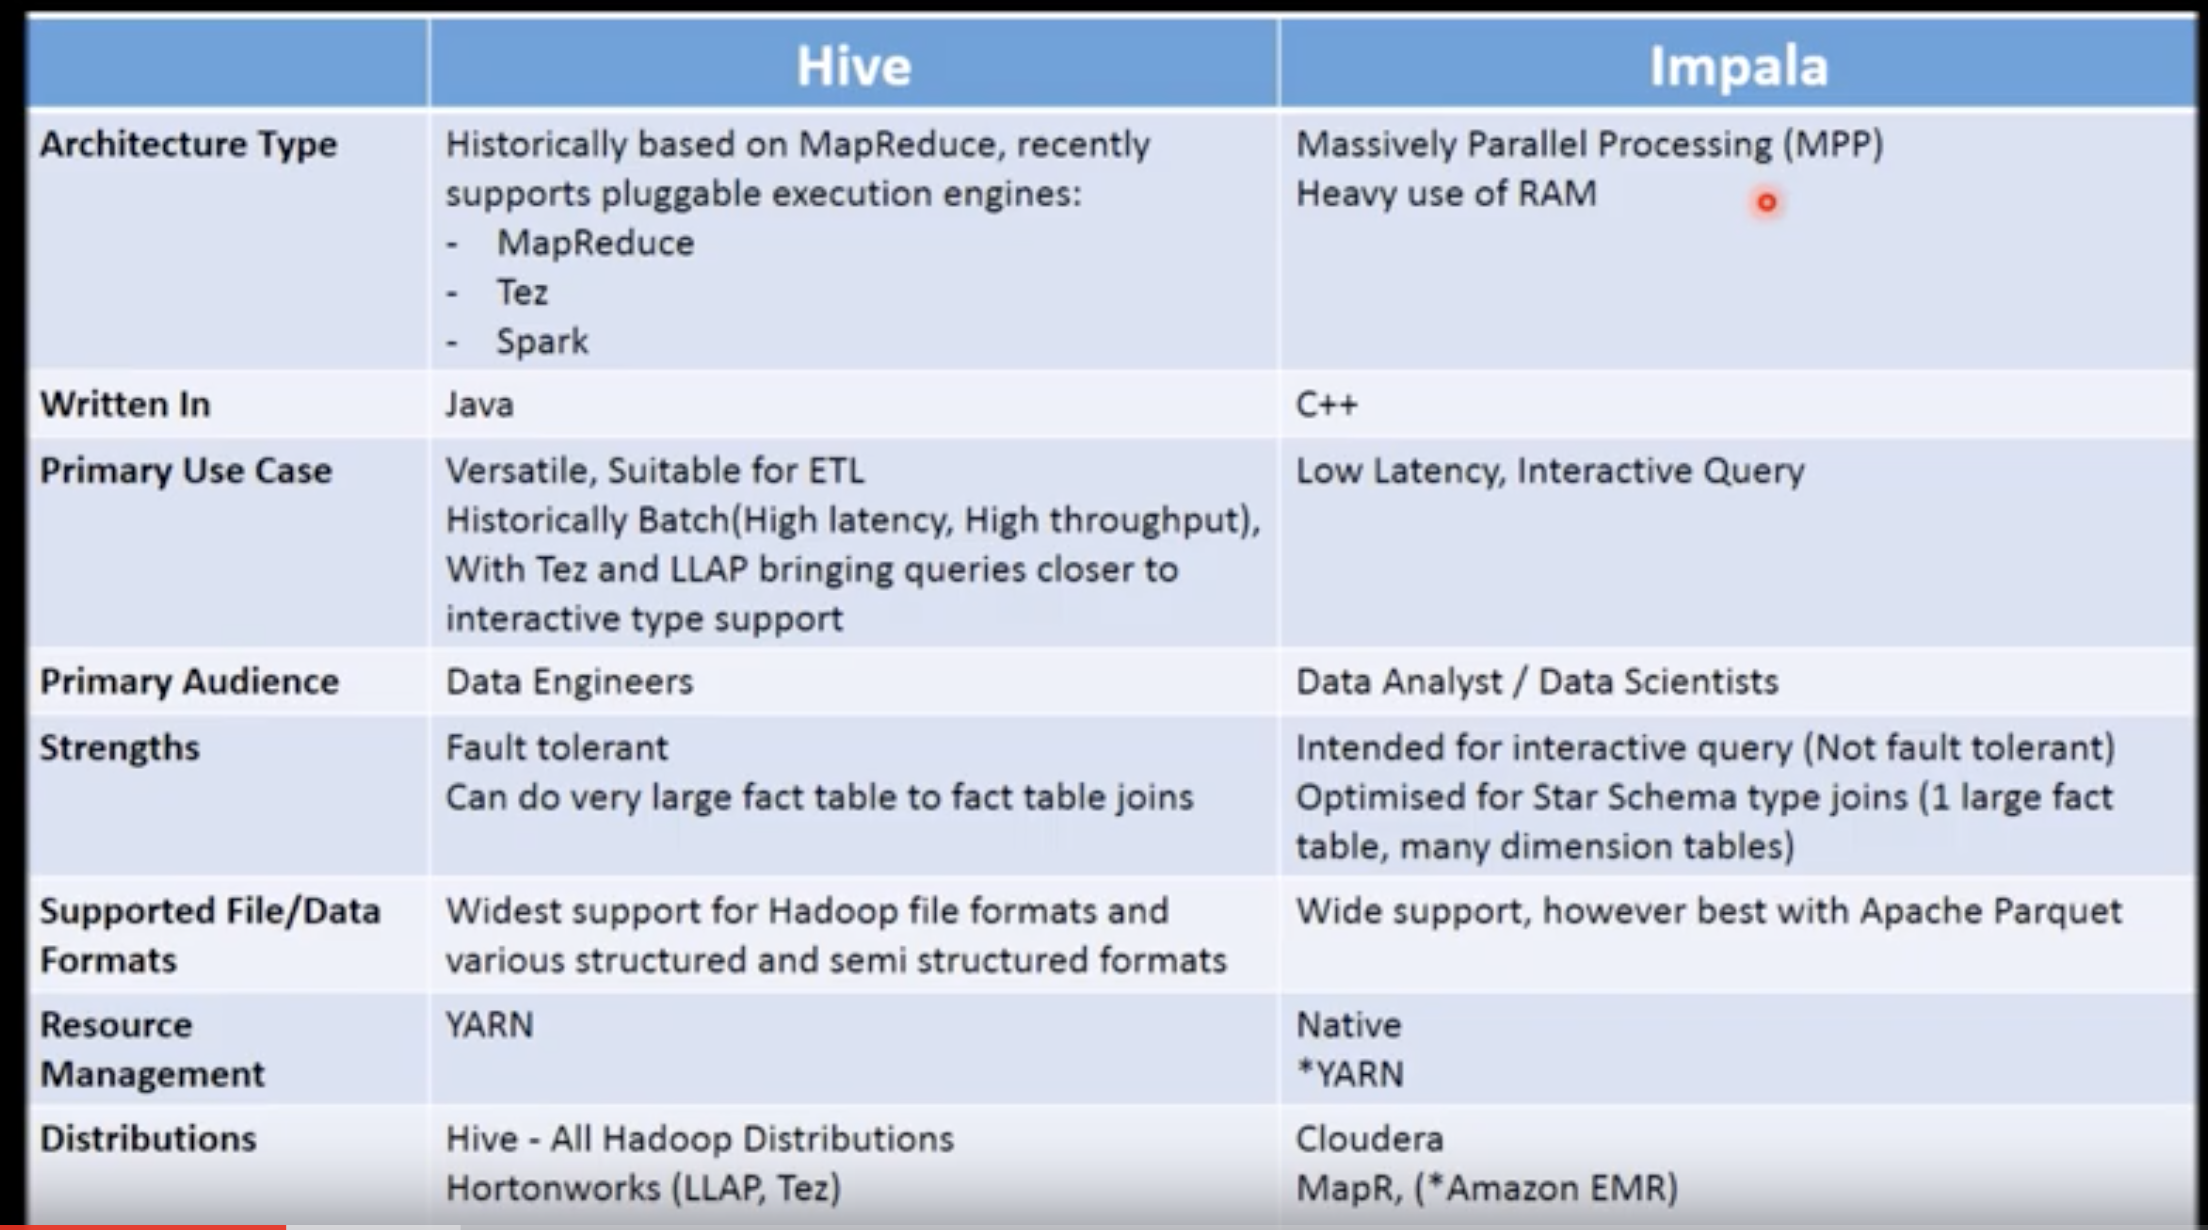 Hive Impala
Architecture Type
Historically based on MapReduce, recently
supports pluggable execution engines:
- MapReduce
- Tez
- Spark
Massively Parallel Processing (MPP)
Heavy use of RAM
Written In
Java
C++
Primary Use Case
Versatile, Suitable for ETL
Historically Batch(High latency, High throughput),
With Tez and LLAP bringing queries closer to
interactive type support
Low Latency, Interactive Query
Primary Audience
Data Engineers
Data Analyst / Data Scientists
Strengths
Fault tolerant
Can do very large fact table to fact table joins
Intended for interactive query (Not fault tolerant)
Optimised for Star Schema type joins (1 large fact
table, many dimension tables)
Supported File/Data
Formats
Widest support for Hadoop file formats and
various structured and semi structured formats
Wide support, however best with Apache Parquet
Resource
Management
YARN
Native
*YARN
Distributions
Hive - All Hadoop Distributions
Hortonworks (LLAP, Tez)
Cloudera
MapR, (*Amazon EMR)